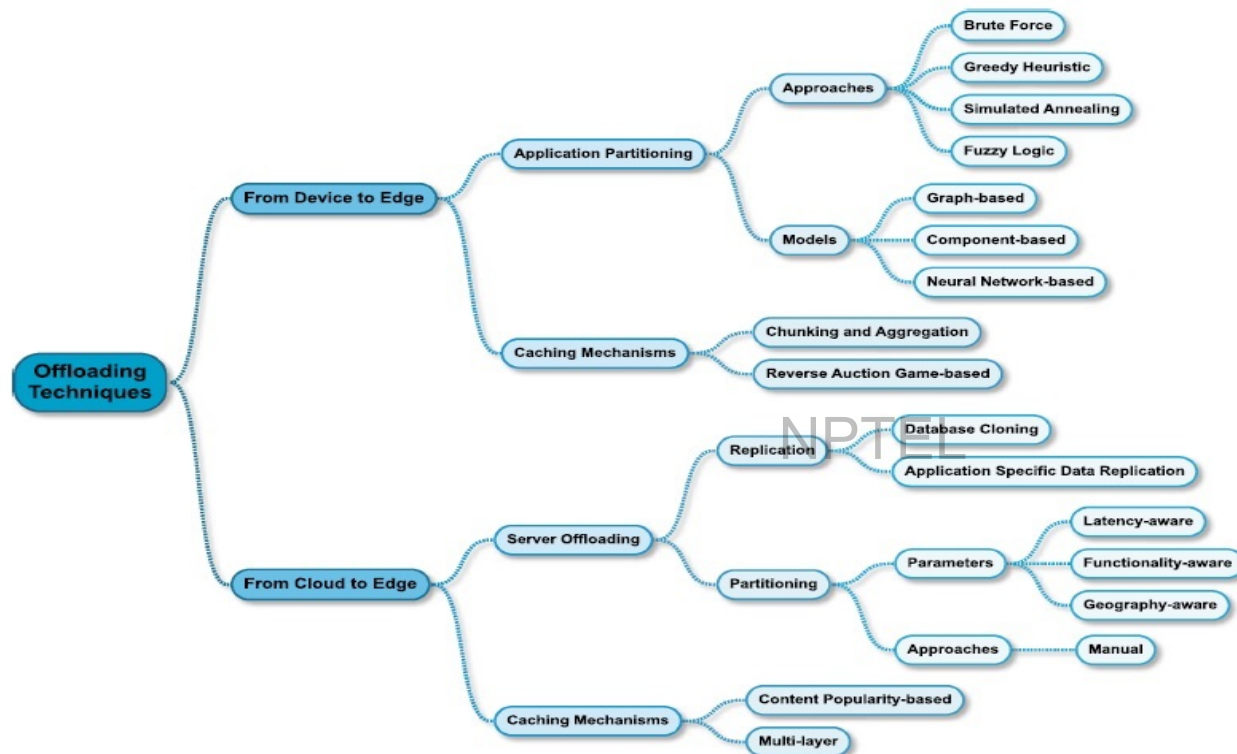 Brute Force
Greedy Heuristic
Approaches
Simulated Annealing
Application Partitioning
Fuzzy Logic
From Device to Edge
Graph-based
Models
Component-based
Neural Network-based
Chunking and Aggregation
Caching Mechanisms
Reverse Auction Game-based
Offloading
Techniques
NPTEL
Database Cloning
Replication
Application Specific Data Replication
Latency-aware
Server Offloading
Parameters
Functionality-aware
From Cloud to Edge
Partitioning
Geography-aware
Approaches
Manual
Content Popularity-based
Caching Mechanisms
Multi-layer